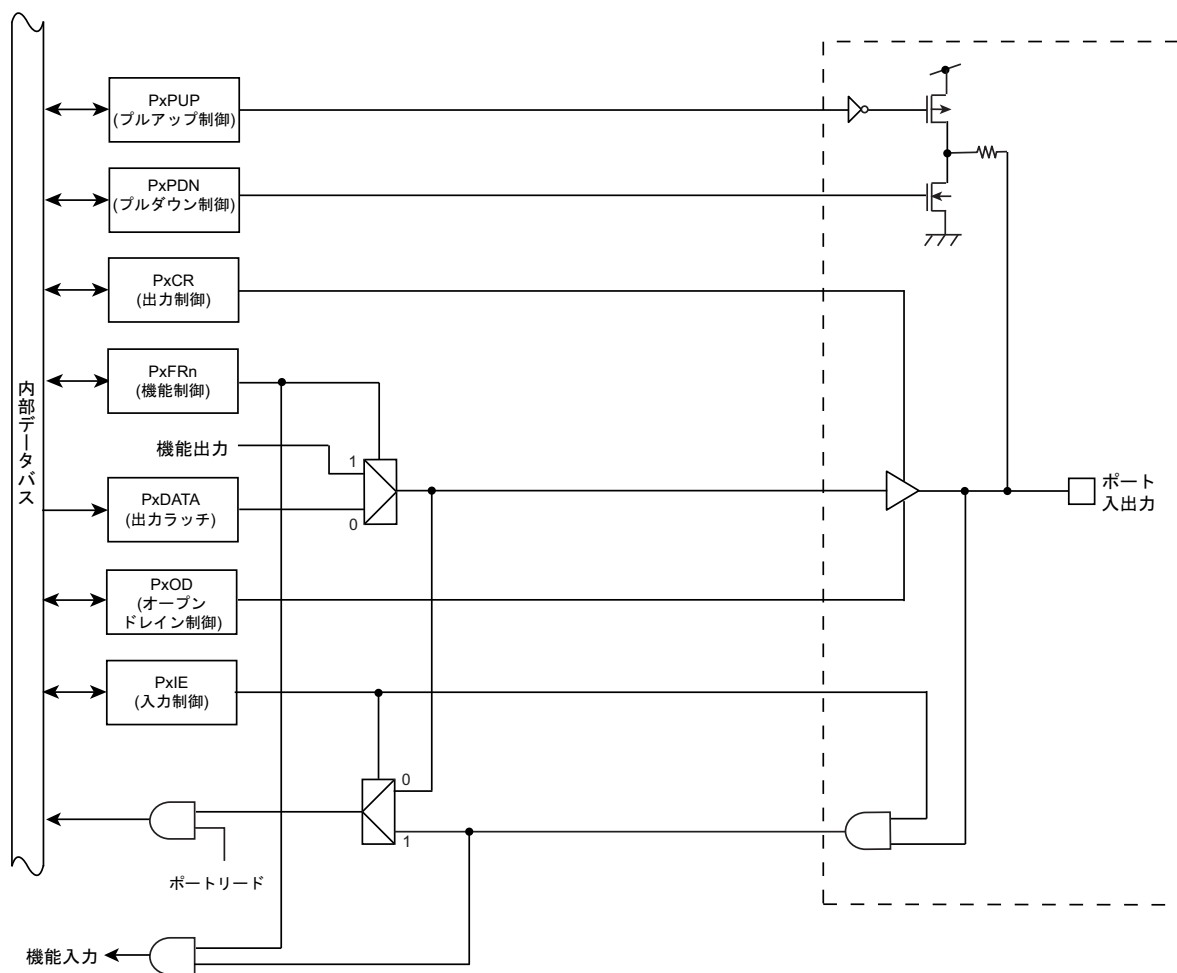 PxPUP
(プルアップ制御)
PxPDN
(プルダウン制御)
PxCR
(出力制御)
PxFRn
(機能制御)
内部データバス
機能出力
1
PxDATA
(出力ラッチ)
0
ポート
入出力
PxOD
(オープン
ドレイン制御)
PxIE
(入力制御)
0
1
ポートリード
機能入力